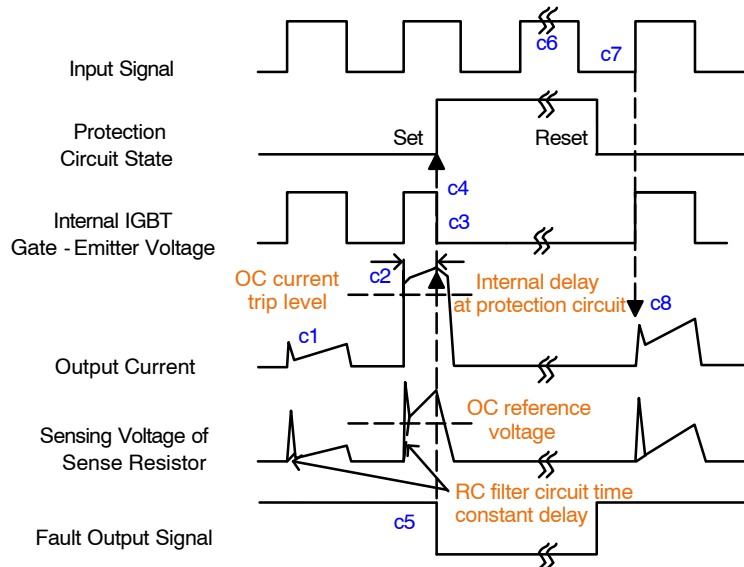 c6
c7
Input Signal
Protection
Circuit State
Set
Reset
c4
c3
Internal IGBT
Gate - Emitter Voltage
c2
OC current
trip level
Internal delay
at protection circuit
c8
c1
Output Current
OC reference
voltage
Sensing Voltage of
Sense Resistor
RC filter circuit time
constant delay
c5
Fault Output Signal